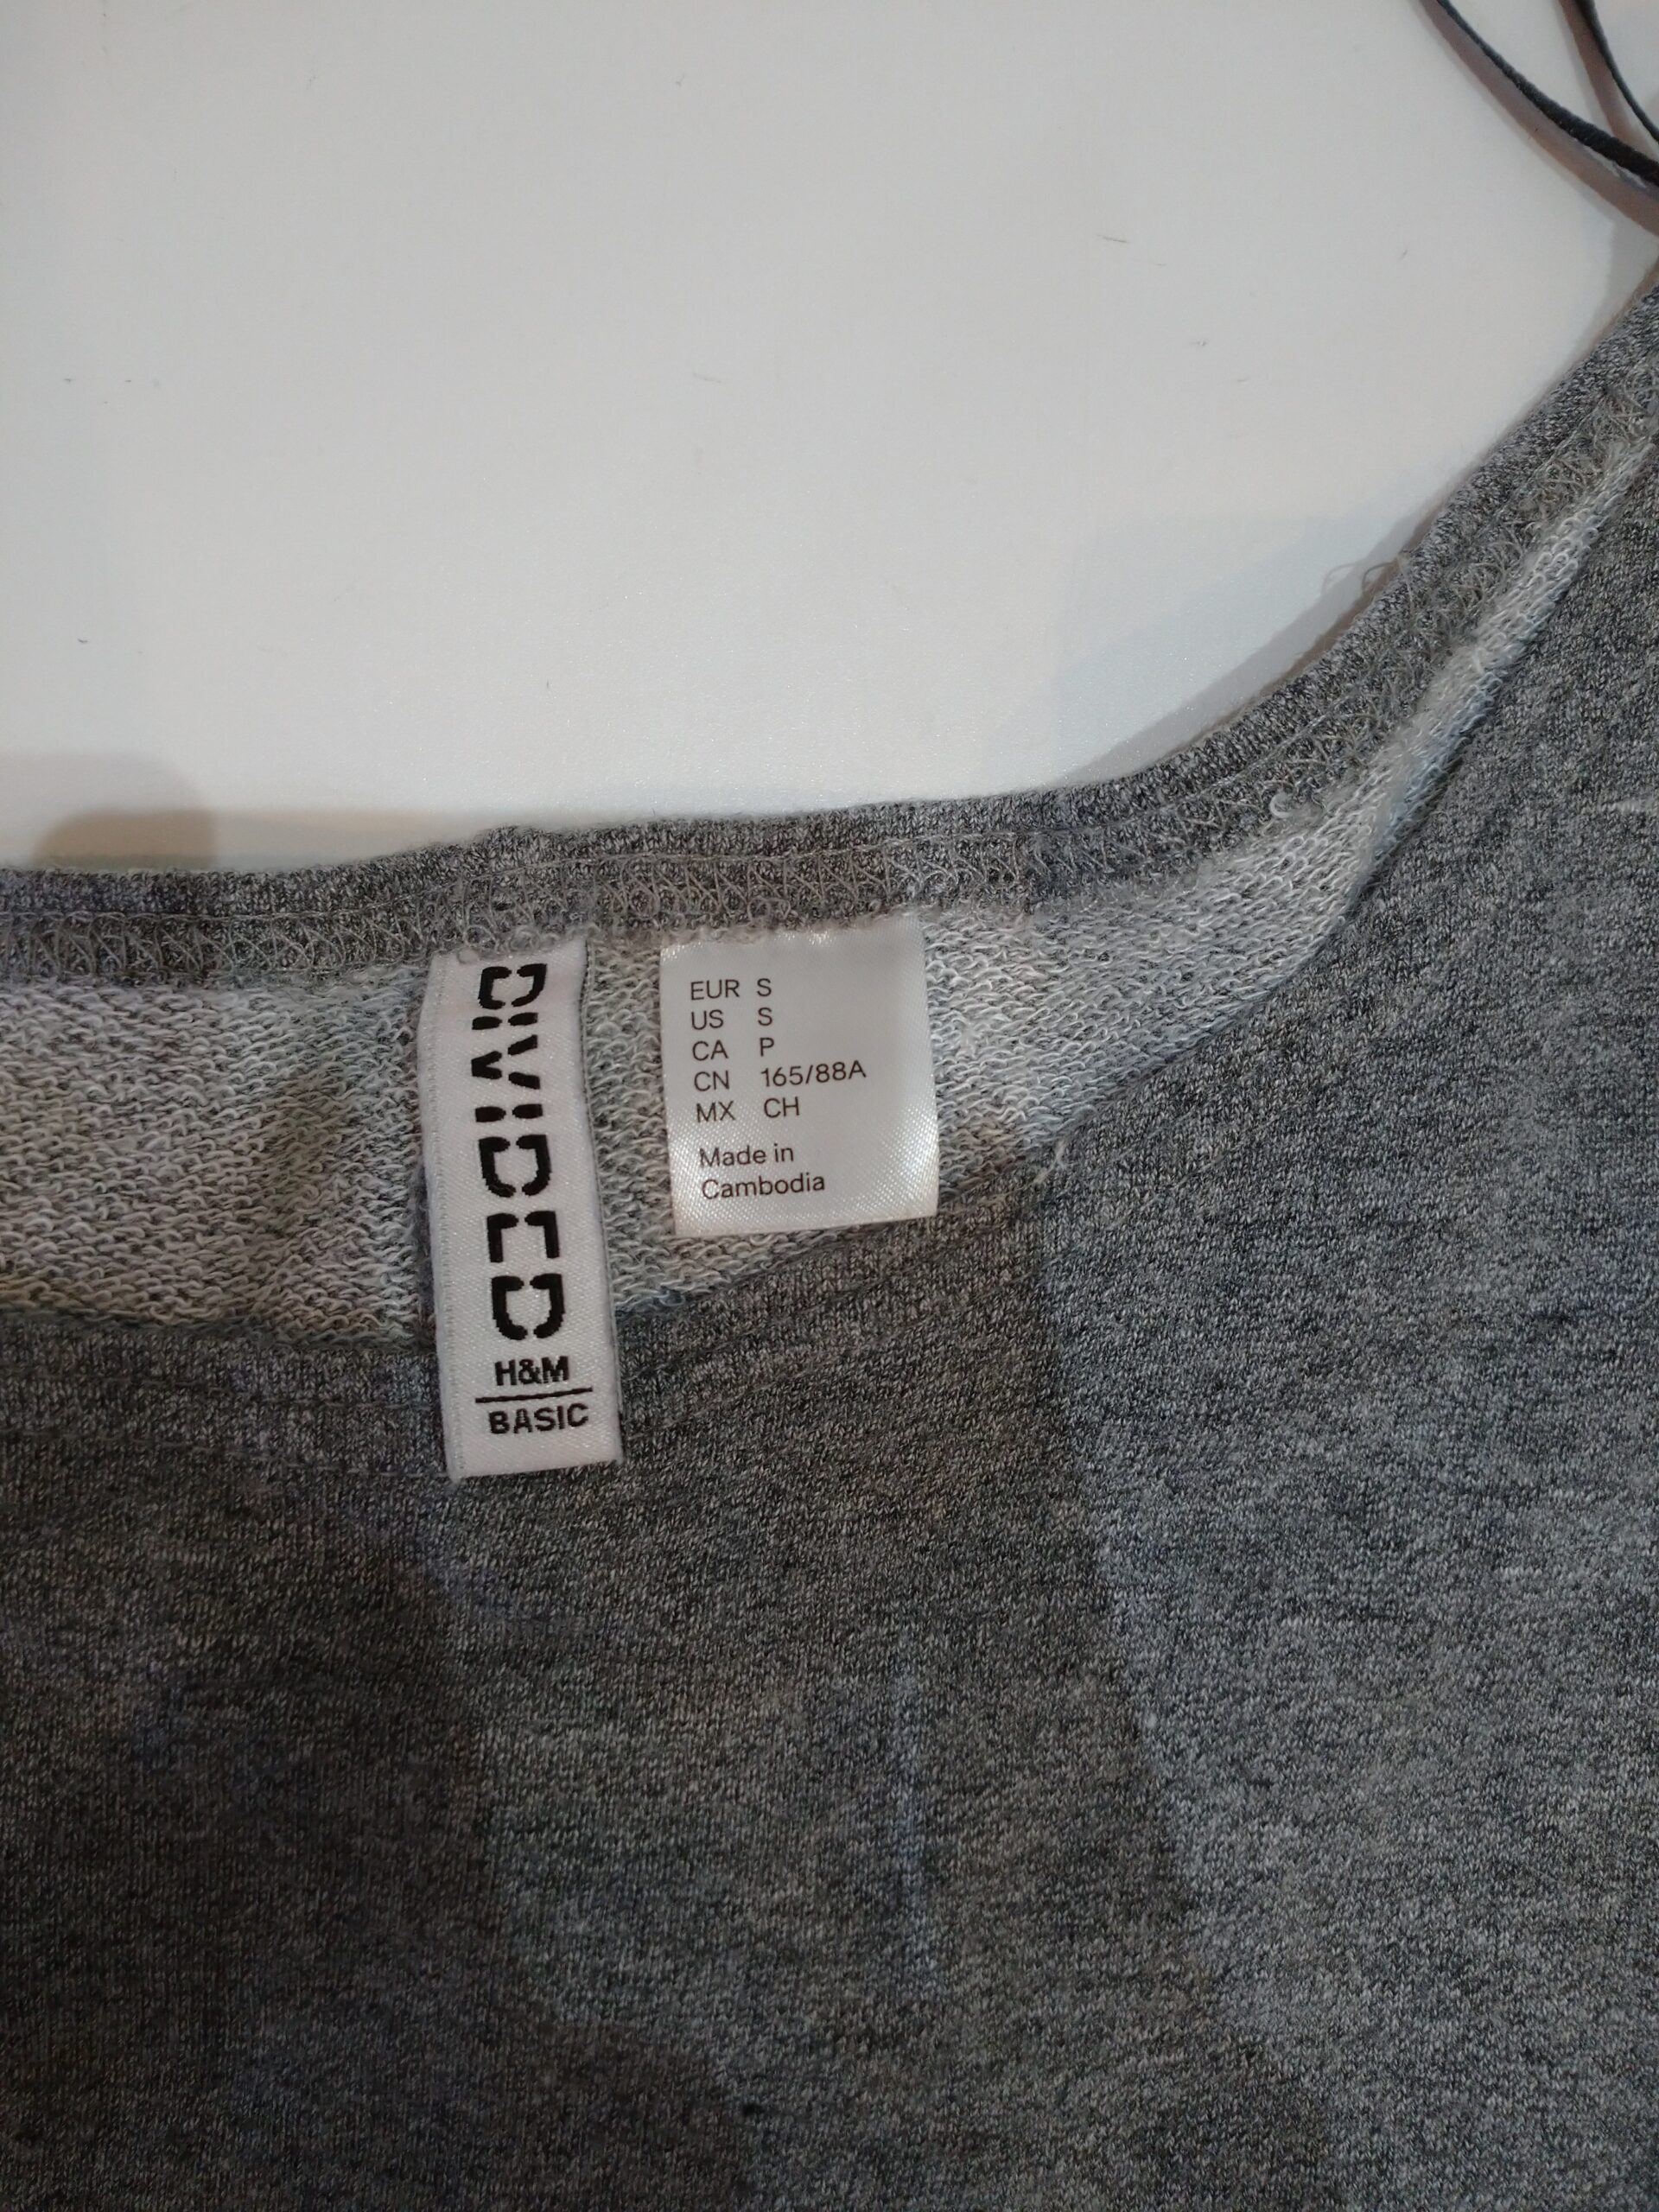 DIVIDED
H&M
BASIC
EUR S
US S
CA P
CN 165/88A
MX CH
Made in
Cambodia